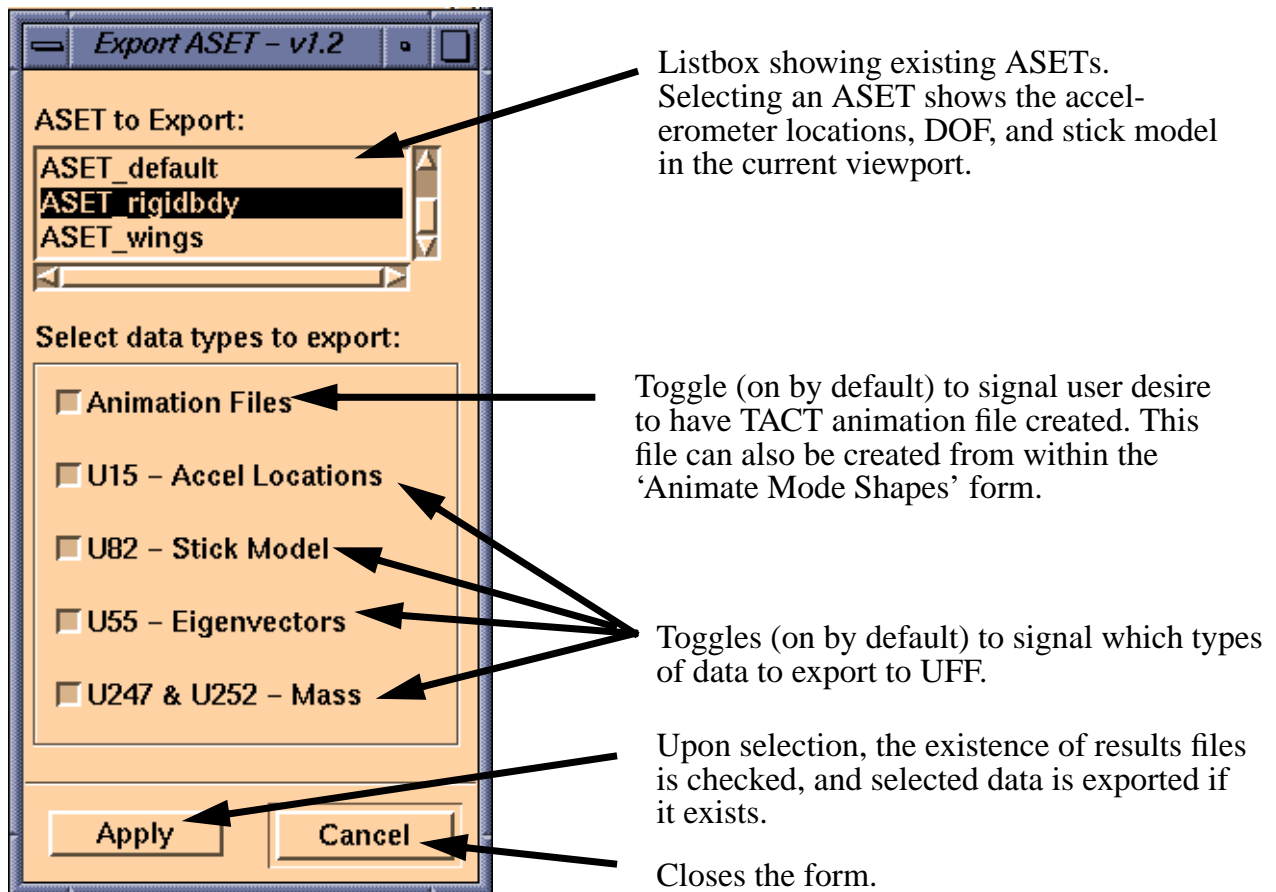 Export ASET – v1.2
ASET to Export:
ASET_default
ASET_rigidbdy
ASET_wings
Select data types to export:
Animation Files
U15 – Accel Locations
U82 – Stick Model
U55 – Eigenvectors
U247 & U252 – Mass
Apply
Cancel
Listbox showing existing ASETs.
Selecting an ASET shows the accel-
erometer locations, DOF, and stick model
in the current viewport.
Toggle (on by default) to signal user desire
to have TACT animation file created. This
file can also be created from within the
‘Animate Mode Shapes’ form.
Toggles (on by default) to signal which types
of data to export to UFF.
Upon selection, the existence of results files
is checked, and selected data is exported if
it exists.
Closes the form.